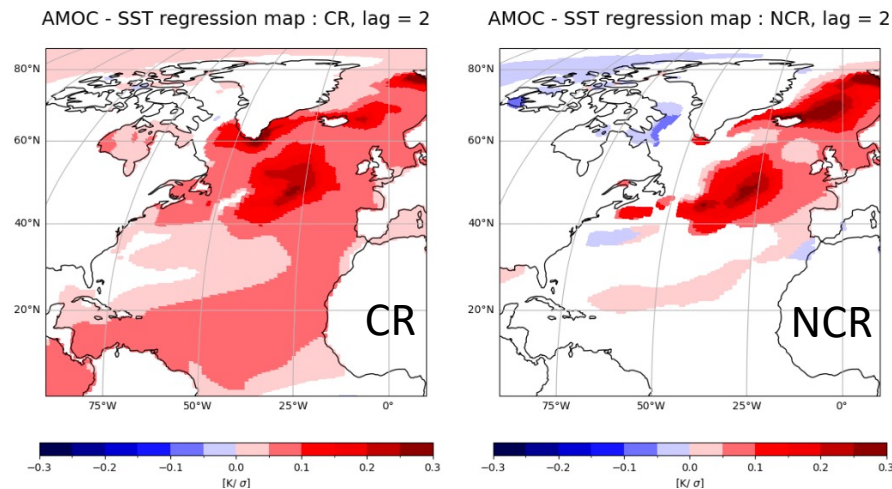 AMOC - SST regression map : CR, lag = 2
80°N
60°N
40°N
20°N
CR
75°W
50°W
25°W
0°
−0.3
−0.2
−0.1
0.0
0.1
0.2
0.3
[K/ σ]
AMOC - SST regression map : NCR, lag = 2
80°N
60°N
40°N
20°N
NCR
75°W
50°W
25°W
0°
−0.3
−0.2
−0.1
0.0
0.1
0.2
0.3
[K/ σ]